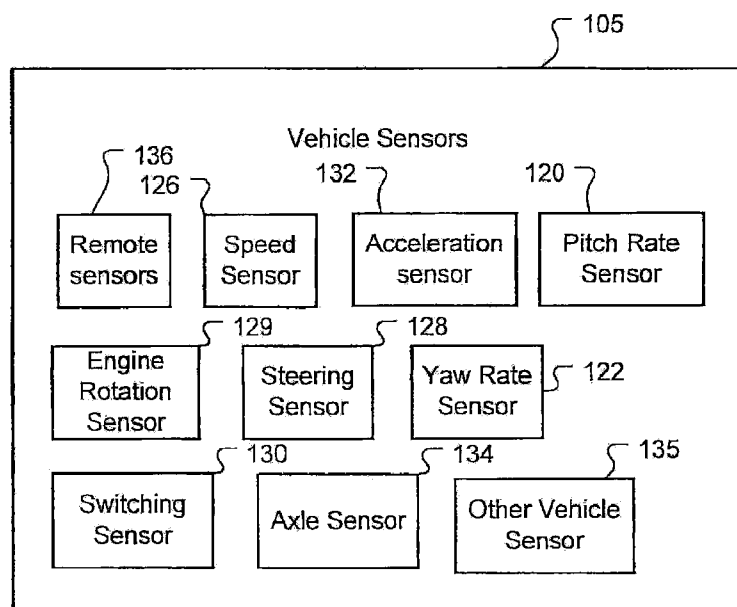 105
Vehicle Sensors
136
126
132
120
Remote
sensors
Speed
Sensor
Acceleration
sensor
Pitch Rate
Sensor
129
128
122
Engine
Rotation
Sensor
Steering
Sensor
Yaw Rate
Sensor
130
134
135
Switching
Sensor
Axle Sensor
Other Vehicle
Sensor